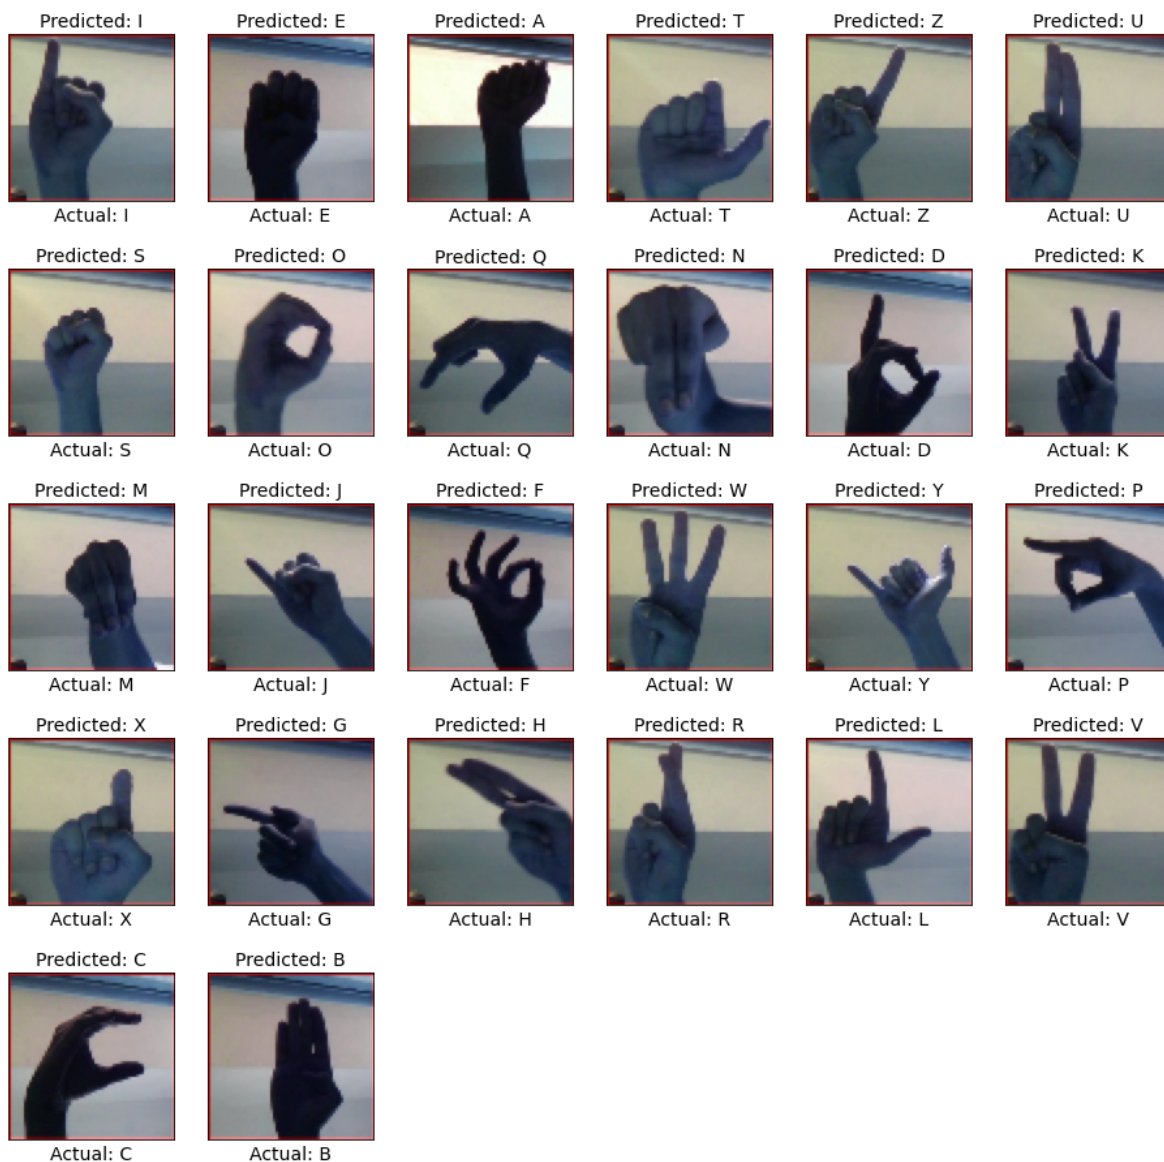 Predicted: I
Predicted: E
Predicted: A
Predicted: T
Predicted: Z
Predicted: U
Actual: I
Actual: E
Actual: A
Actual: T
Actual: Z
Actual: U
Predicted: S
Predicted: O
Predicted: Q
Predicted: N
Predicted: D
Predicted: K
Actual: S
Actual: O
Actual: Q
Actual: N
Actual: D
Actual: K
Predicted: M
Predicted: J
Predicted: F
Predicted: W
Predicted: Y
Predicted: P
Actual: M
Actual: J
Actual: F
Actual: W
Actual: Y
Actual: P
Predicted: X
Predicted: G
Predicted: H
Predicted: R
Predicted: L
Predicted: V
Actual: X
Actual: G
Actual: H
Actual: R
Actual: L
Actual: V
Predicted: C
Predicted: B
Actual: C
Actual: B